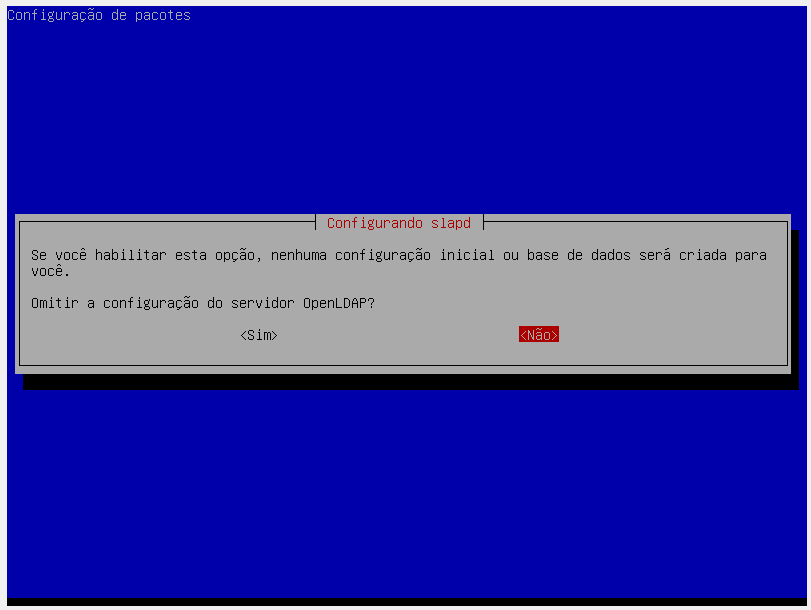 Configuração de pacotes
Configurando slapd
Se você habilitar esta opção, nenhuma configuração inicial ou base de dados será criada para
você.
Omitir a configuração do servidor OpenLDAP?
<Sim> <Não>